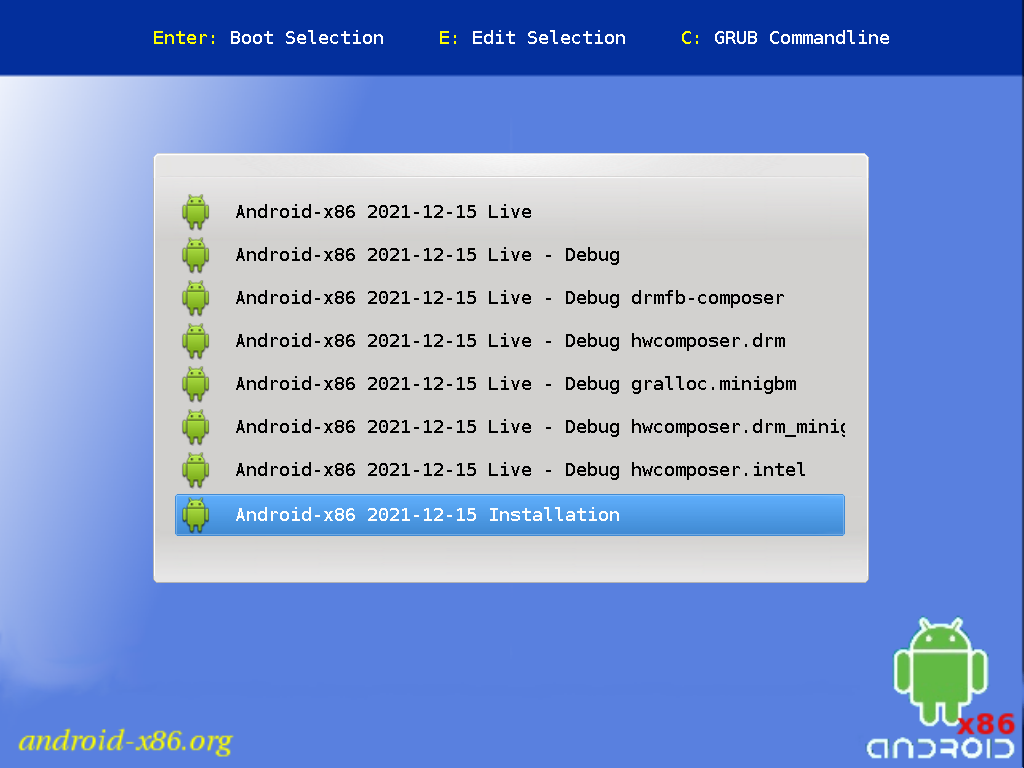 Enter: Boot Selection E: Edit Selection C: GRUB Commandline
Android-x86 2021-12-15 Live
Android-x86 2021-12-15 Live - Debug
Android-x86 2021-12-15 Live - Debug drmfb-composer
Android-x86 2021-12-15 Live - Debug hwcomposer.drm
Android-x86 2021-12-15 Live - Debug gralloc.minigbm
Android-x86 2021-12-15 Live - Debug hwcomposer.drm_minig
Android-x86 2021-12-15 Live - Debug hwcomposer.intel
Android-x86 2021-12-15 Installation
android-x86.org
x86
ANDROID